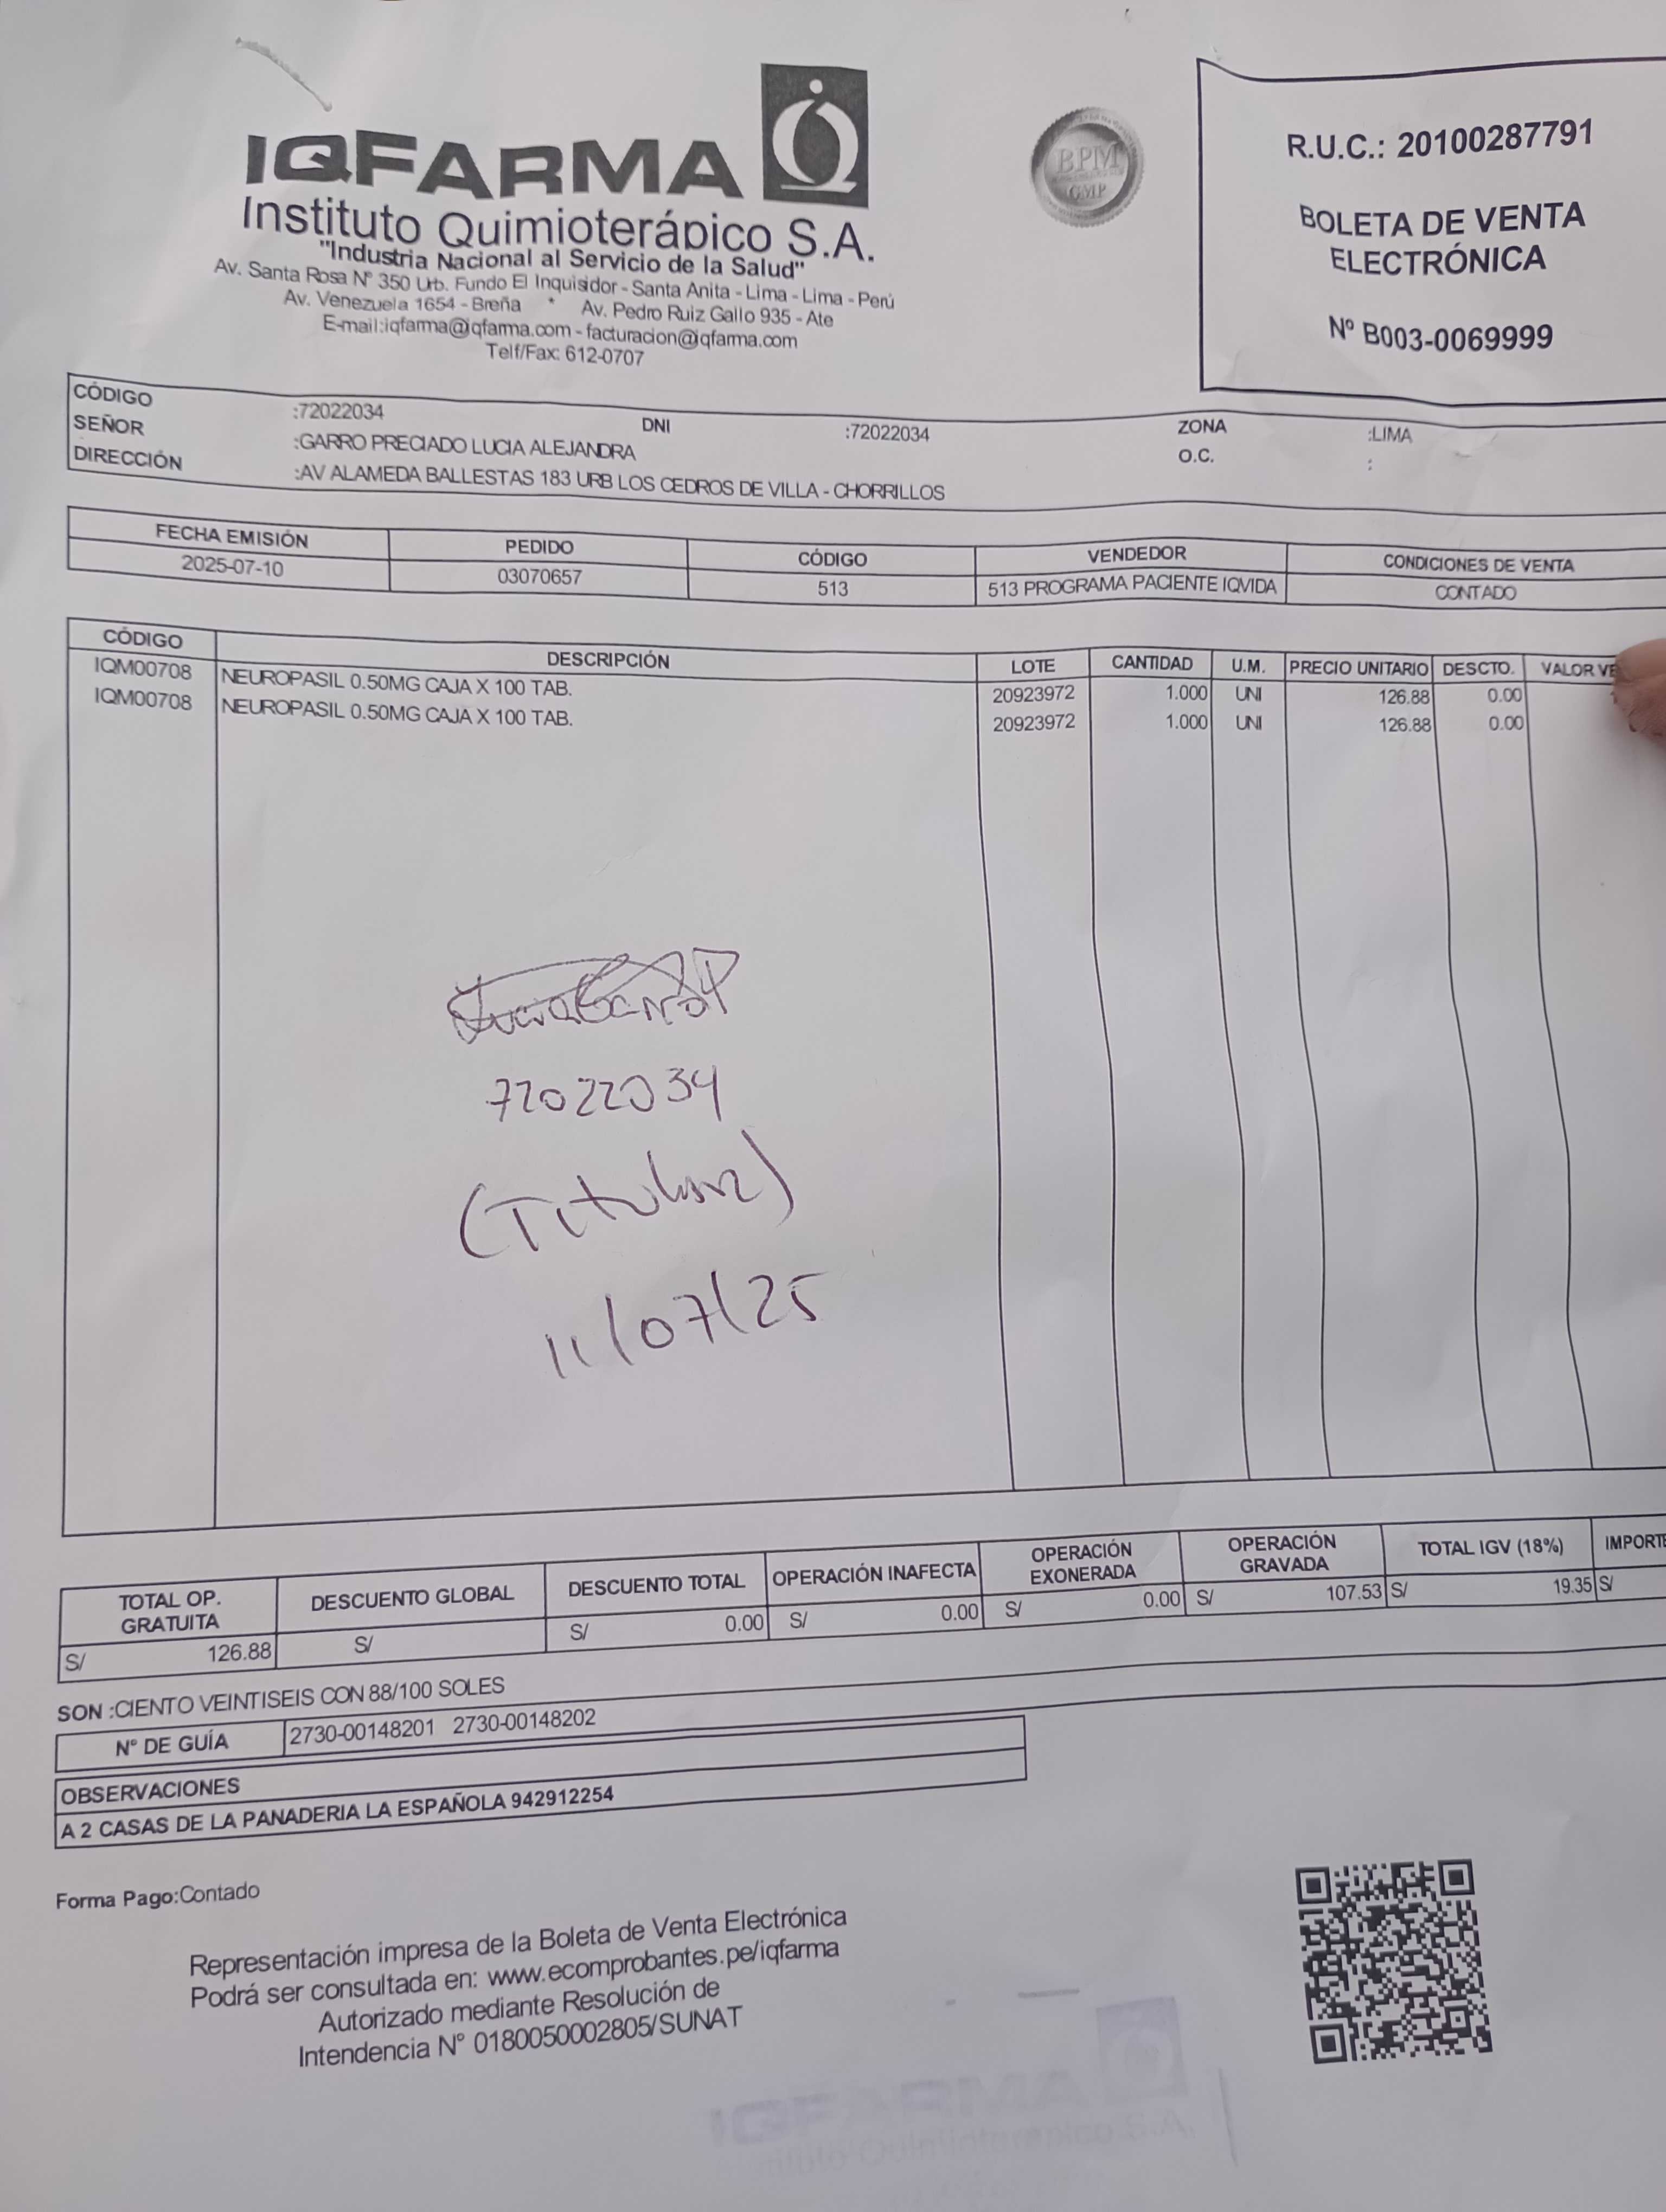 IQFARMA
Instituto Quimioterápico S.A.
"Industria Nacional al Servicio de la Salud"
Av. Santa Rosa Nº 350 Urb. Fundo El Inquisidor - Santa Anita - Lima - Lima - Perú
Av. Venezuela 1654 - Breña * Av. Pedro Ruiz Gallo 935 - Ate
E-mail:iqfarma@iqfarma.com - facturacion@iqfarma.com
Telf/Fax: 612-0707
BPM
GMP
R.U.C.: 20100287791
BOLETA DE VENTA
ELECTRÓNICA
Nº B003-0069999
CÓDIGO :72022034 DNI :72022034 ZONA :LIMA
SEÑOR :GARRO PRECIADO LUCIA ALEJANDRA O.C. :
DIRECCIÓN :AV ALAMEDA BALLESTAS 183 URB LOS CEDROS DE VILLA - CHORRILLOS
FECHA EMISIÓN PEDIDO CÓDIGO VENDEDOR CONDICIONES DE VENTA
2025-07-10 03070657 513 513 PROGRAMA PACIENTE IQVIDA CONTADO
CÓDIGO DESCRIPCIÓN LOTE CANTIDAD U.M. PRECIO UNITARIO DESCTO. VALOR VE
IQM00708 NEUROPASIL 0.50MG CAJA X 100 TAB. 20923972 1.000 UNI 126.88 0.00
IQM00708 NEUROPASIL 0.50MG CAJA X 100 TAB. 20923972 1.000 UNI 126.88 0.00
72022034
(Titular)
11/07/25
TOTAL OP. GRATUITA DESCUENTO GLOBAL DESCUENTO TOTAL OPERACIÓN INAFECTA OPERACIÓN EXONERADA OPERACIÓN GRAVADA TOTAL IGV (18%) IMPORTE
S/ 126.88 S/ S/ 0.00 S/ 0.00 S/ 0.00 S/ 107.53 S/ 19.35 S/
SON :CIENTO VEINTISEIS CON 88/100 SOLES
Nº DE GUÍA 2730-00148201 2730-00148202
OBSERVACIONES
A 2 CASAS DE LA PANADERIA LA ESPAÑOLA 942912254
Forma Pago:Contado
Representación impresa de la Boleta de Venta Electrónica
Podrá ser consultada en: www.ecomprobantes.pe/iqfarma
Autorizado mediante Resolución de
Intendencia N° 0180050002805/SUNAT